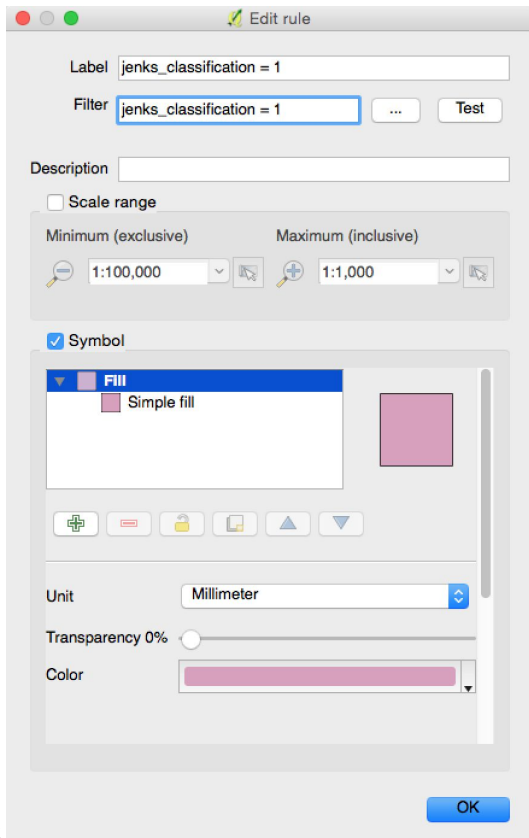 Edit rule
Label jenks_classification = 1
Filter jenks_classification = 1 ... Test
Description
Scale range
Minimum (exclusive) Maximum (inclusive)
1:100,000 1:1,000
Symbol
Fill
Simple fill
Unit Millimeter
Transparency 0%
Color
OK